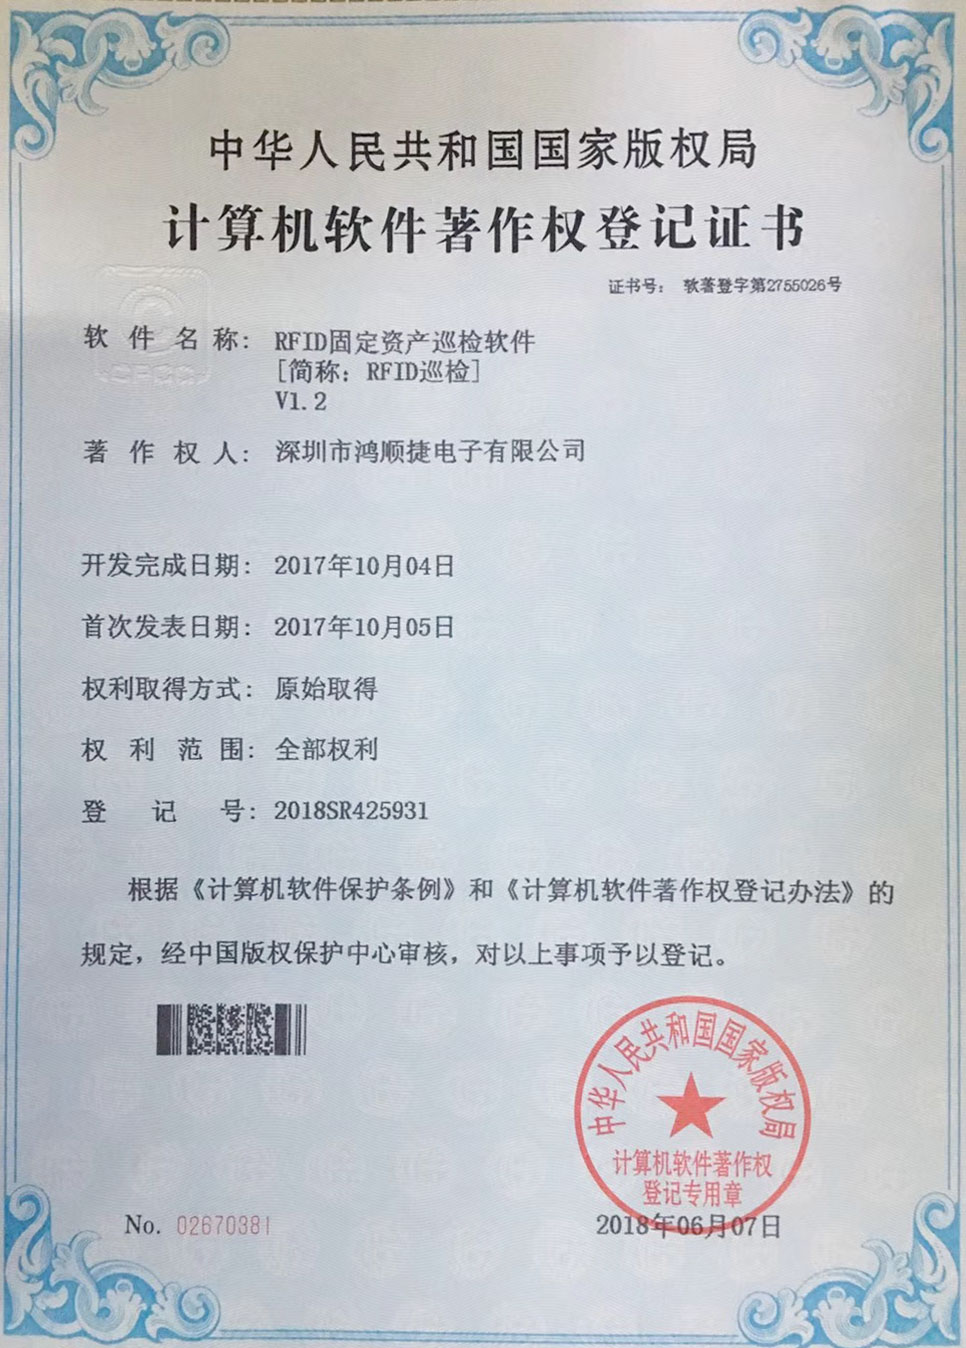 中华人民共和国国家版权局
计算机软件著作权登记证书
证书号： 软著登字第2755026号
软件名称： RFID固定资产巡检软件
[简称：RFID巡检]
V1.2
著作权人： 深圳市鸿顺捷电子有限公司
开发完成日期： 2017年10月04日
首次发表日期： 2017年10月05日
权利取得方式： 原始取得
权利范围： 全部权利
登记号： 2018SR425931
根据《计算机软件保护条例》和《计算机软件著作权登记办法》的
规定，经中国版权保护中心审核，对以上事项予以登记。
中华人民共和国国家版权局
计算机软件著作权
登记专用章
No. 02670381
2018年06月07日